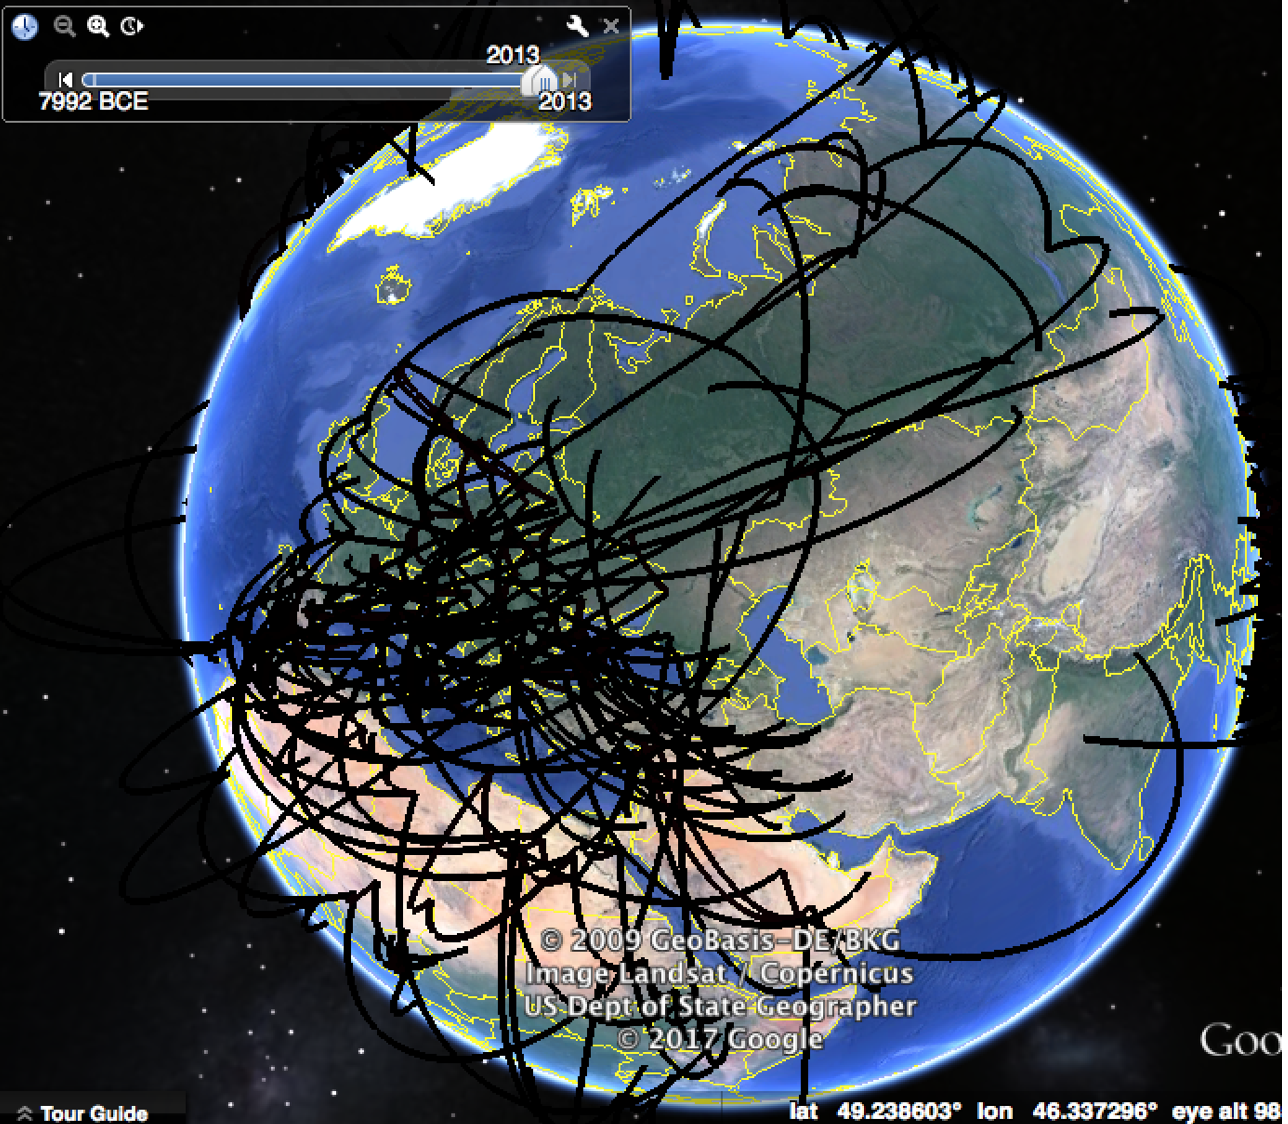 2013
7992 BCE
2013
© 2009 GeoBasis-DE/BKG
Image Landsat / Copernicus
US Dept of State Geographer
© 2017 Google
Goo
Tour Guide
lat 49.238603° lon 46.337296° eye alt 98